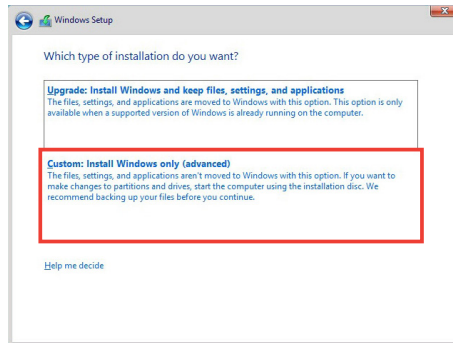 Windows Setup
Which type of installation do you want?
Upgrade: Install Windows and keep files, settings, and applications
The files, settings, and applications are moved to Windows with this option. This option is only
available when a supported version of Windows is already running on the computer.
Custom: Install Windows only (advanced)
The files, settings, and applications aren't moved to Windows with this option. If you want to
make changes to partitions and drives, start the computer using the installation disc. We
recommend backing up your files before you continue.
Help me decide